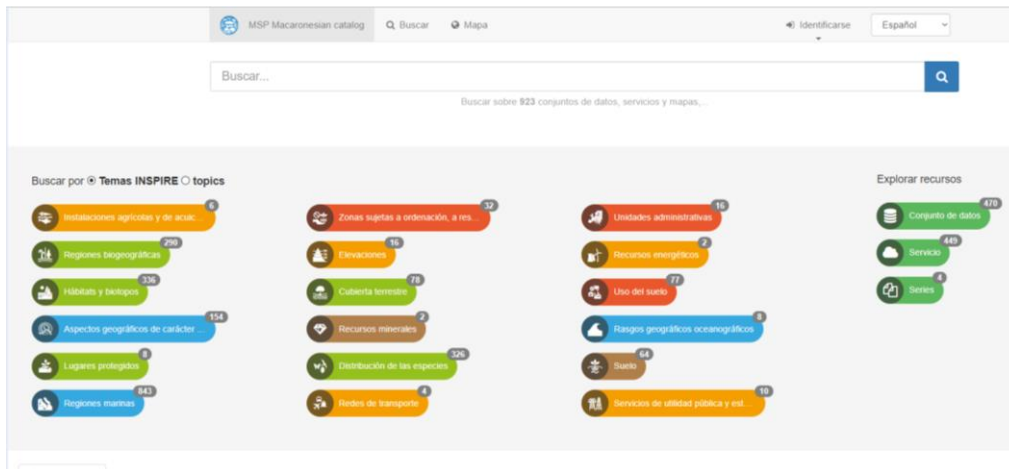 MSP Macaronesian catalog
Buscar
Mapa
Identificarse
Español
Buscar...
Buscar sobre 923 conjuntos de datos, servicios y mapas,...
Buscar por Temas INSPIRE topics
Instalaciones agrícolas y de acuac... 6
Regiones biogeográficas 290
Hábitats y biotopos 336
Aspectos geográficos de carácter ... 154
Lugares protegidos 8
Regiones marinas 843
Zonas sujetas a ordenación, a res... 32
Elevaciones 16
Cubierta terrestre 78
Recursos minerales 2
Distribución de las especies 326
Redes de transporte 4
Unidades administrativas 16
Recursos energéticos 2
Uso del suelo 77
Rasgos geográficos oceanográficos 8
Suelo 64
Servicios de utilidad pública y est... 10
Explorar recursos
Conjunto de datos 470
Servicio 449
Series 4